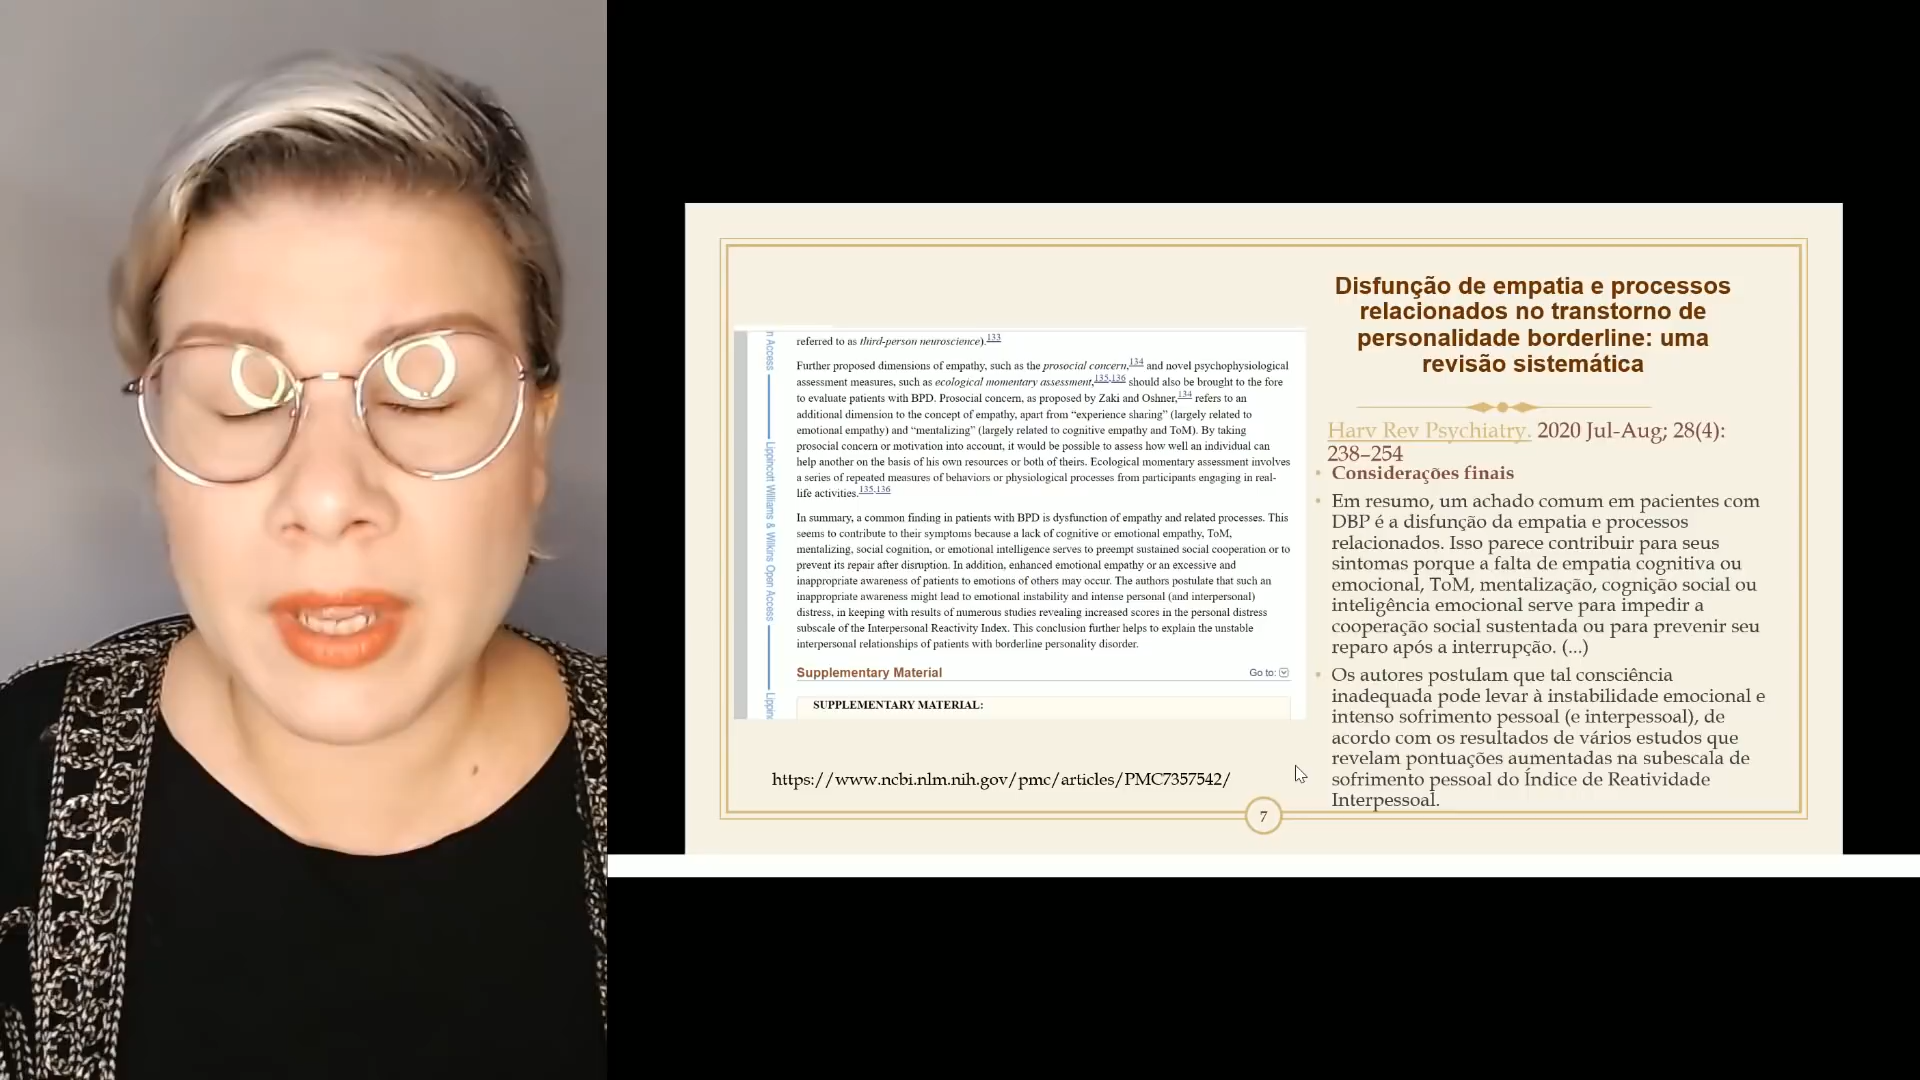 Disfunção de empatia e processos
relacionados no transtorno de
personalidade borderline: uma
revisão sistemática
Harv Rev Psychiatry. 2020 Jul-Aug; 28(4):
238–254
• Considerações finais
• Em resumo, um achado comum em pacientes com
DBP é a disfunção da empatia e processos
relacionados. Isso parece contribuir para seus
sintomas porque a falta de empatia cognitiva ou
emocional, ToM, mentalização, cognição social ou
inteligência emocional serve para impedir a
cooperação social sustentada ou para prevenir seu
reparo após a interrupção. (...)
• Os autores postulam que tal consciência
inadequada pode levar à instabilidade emocional e
intenso sofrimento pessoal (e interpessoal), de
acordo com os resultados de vários estudos que
revelam pontuações aumentadas na subescala de
sofrimento pessoal do Índice de Reatividade
Interpessoal.
n Access
Lippincott Williams & Wilkins Open Access
Lippin
referred to as third-person neuroscience).133
Further proposed dimensions of empathy, such as the prosocial concern,134 and novel psychophysiological
assessment measures, such as ecological momentary assessment,135,136 should also be brought to the fore
to evaluate patients with BPD. Prosocial concern, as proposed by Zaki and Oshner,134 refers to an
additional dimension to the concept of empathy, apart from “experience sharing” (largely related to
emotional empathy) and “mentalizing” (largely related to cognitive empathy and ToM). By taking
prosocial concern or motivation into account, it would be possible to assess how well an individual can
help another on the basis of his own resources or both of theirs. Ecological momentary assessment involves
a series of repeated measures of behaviors or physiological processes from participants engaging in real-
life activities.135,136
In summary, a common finding in patients with BPD is dysfunction of empathy and related processes. This
seems to contribute to their symptoms because a lack of cognitive or emotional empathy, ToM,
mentalizing, social cognition, or emotional intelligence serves to preempt sustained social cooperation or to
prevent its repair after disruption. In addition, enhanced emotional empathy or an excessive and
inappropriate awareness of patients to emotions of others may occur. The authors postulate that such an
inappropriate awareness might lead to emotional instability and intense personal (and interpersonal)
distress, in keeping with results of numerous studies revealing increased scores in the personal distress
subscale of the Interpersonal Reactivity Index. This conclusion further helps to explain the unstable
interpersonal relationships of patients with borderline personality disorder.
Supplementary Material
Go to:
SUPPLEMENTARY MATERIAL:
https://www.ncbi.nlm.nih.gov/pmc/articles/PMC7357542/
7